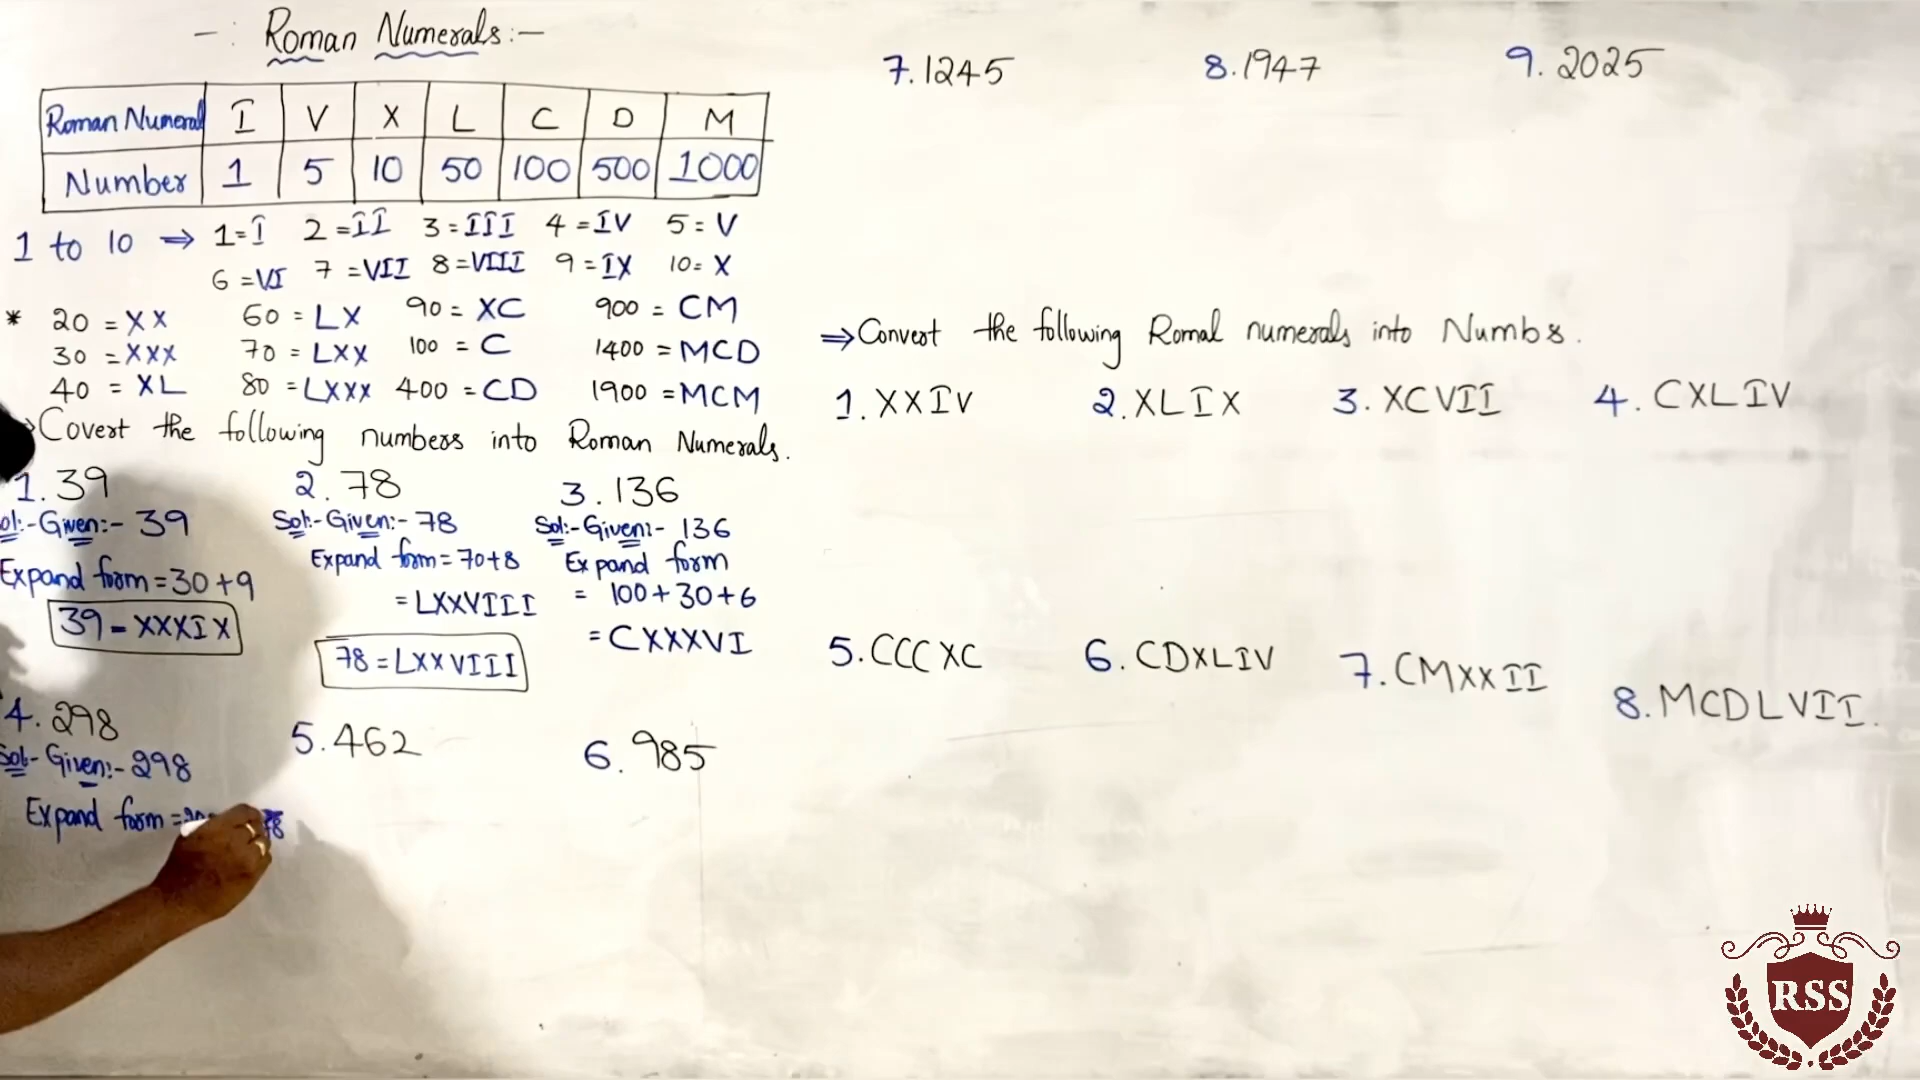 -: Roman Numerals:-
Roman Numeral I V X L C D M
Number 1 5 10 50 100 500 1000
1 to 10 ⇒ 1=I 2=II 3=III 4=IV 5=V
6=VI 7=VII 8=VIII 9=IX 10=X
* 20=XX 60=LX 90=XC 900=CM
30=XXX 70=LXX 100=C 1400=MCD
40=XL 80=LXXX 400=CD 1900=MCM
Covert the following numbers into Roman Numerals.
1. 39
Sol:-Given:- 39
Expand form=30+9
39-XXXIX
2. 78
Sol:-Given:- 78
Expand form=70+8
=LXXVIII
78=LXXVIII
3. 136
Sol:-Given:- 136
Expand form
= 100+30+6
=CXXXVI
4. 298
Sol-Given:-298
Expand form=
5. 462
6. 985
7. 1245
8. 1947
9. 2025
⇒Convert the following Romal numerals into Numbs.
1. XXIV
2. XLIX
3. XCVII
4. CXLIV
5. CCCXC
6. CDXLIV
7. CMXXII
8. MCDLVII.
RSS